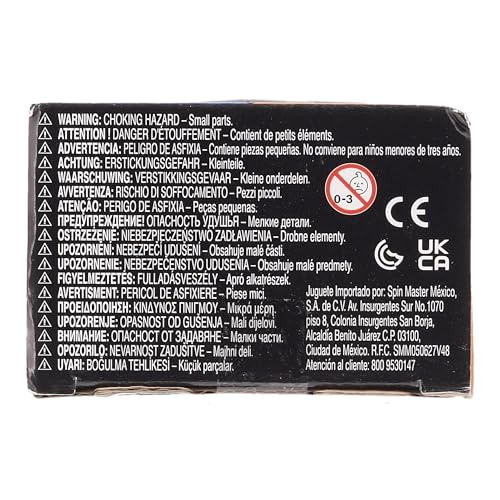 WARNING: CHOKING HAZARD – Small parts.
ATTENTION ! DANGER D'ÉTOUFFEMENT – Contient de petits éléments.
ADVERTENCIA: PELIGRO DE ASFIXIA – Contiene piezas pequeñas. No conviene para niños menores de tres años.
ACHTUNG: ERSTICKUNGSGEFAHR – Kleinteile.
WAARSCHUWING: VERSTIKKINGSGEVAAR – Kleine onderdelen.
AVVERTENZA: RISCHIO DI SOFFOCAMENTO – Pezzi piccoli.
ATENÇÃO: PERIGO DE ASFIXIA – Peças pequenas.
ПРЕДУПРЕЖДЕНИЕ! ОПАСНОСТЬ УДУШЬЯ – Мелкие детали.
OSTRZEŻENIE: NIEBEZPIECZEŃSTWO ZADŁAWIENIA – Drobne elementy.
UPOZORNĚNÍ: NEBEZPEČÍ UDUŠENÍ – Obsahuje malé části.
UPOZORNENIE: NEBEZPEČENSTVO UDUSENIA – Obsahuje malé predmety.
FIGYELMEZTETÉS: FULLADÁSVESZÉLY – Apró alkatrészek.
AVERTISMENT: PERICOL DE ASFIXIERE – Piese mici.
ΠΡΟΕΙΔΟΠΟΙΗΣΗ: ΚΙΝΔΥΝΟΣ ΠΝΙΓΜΟΥ – Μικρά μέρη.
UPOZORENJE: OPASNOST OD GUŠENJA – Mali dijelovi.
ВНИМАНИЕ: ОПАСНОСТ ОТ ЗАДАВЯНЕ – Малки части.
OPOZORILO: NEVARNOST ZADUŠITVE – Majhni deli.
UYARI: BOĞULMA TEHLİKESİ – Küçük parçalar.
0-3
CE
UK
CA
Juguete Importado por: Spin Master México,
S.A. de C.V. Av. Insurgentes Sur No.1070
piso 8, Colonia Insurgentes San Borja,
Alcaldía Benito Juárez C.P. 03100,
Ciudad de México. R.F.C. SMM050627V48
Atención al cliente: 800 9530147